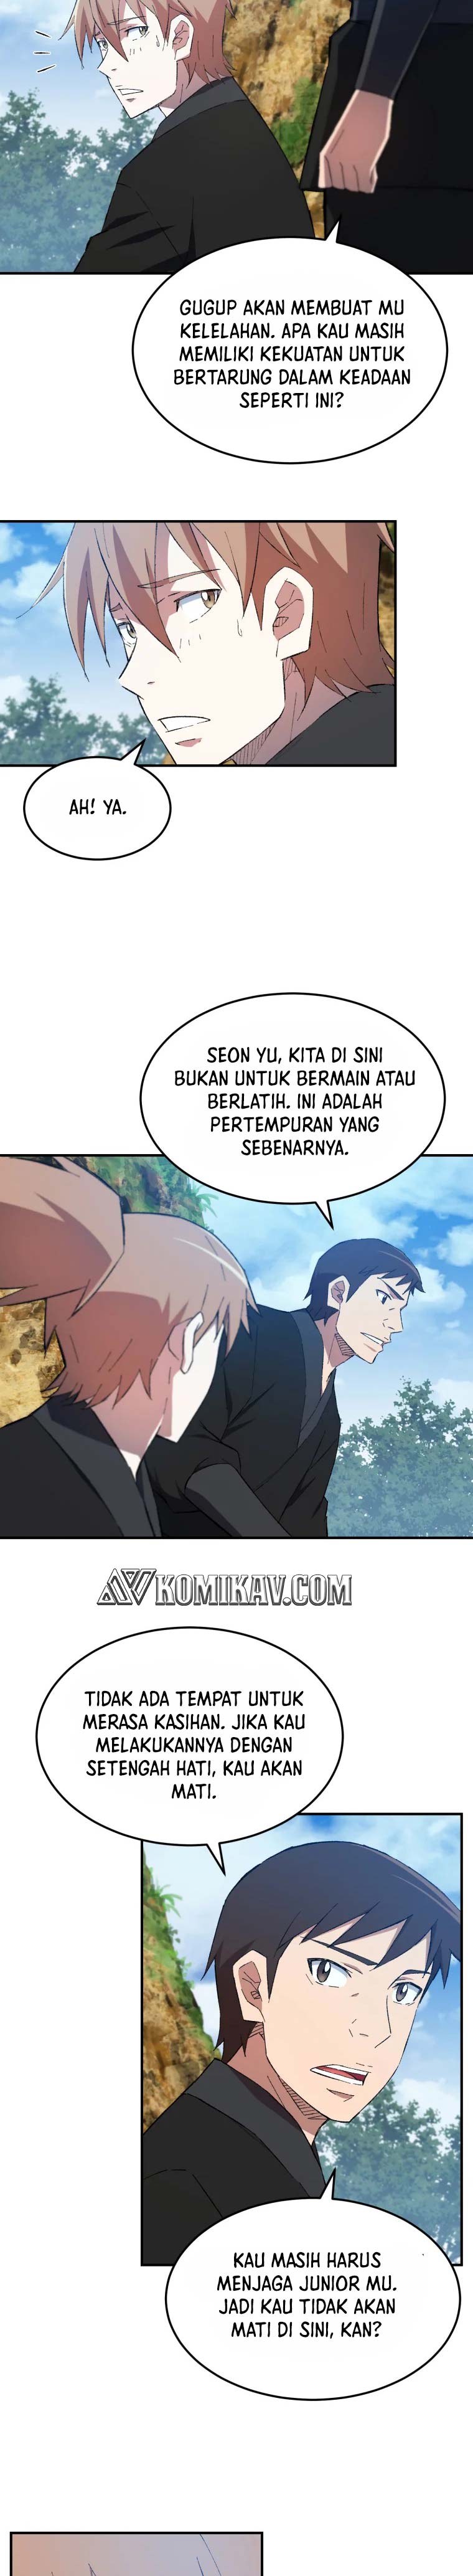 GUGUP AKAN MEMBUAT MU
KELELAHAN. APA KAU MASIH
MEMILIKI KEKUATAN UNTUK
BERTARUNG DALAM KEADAAN
SEPERTI INI?
AH! YA.
SEON YU, KITA DI SINI
BUKAN UNTUK BERMAIN ATAU
BERLATIH. INI ADALAH
PERTEMPURAN YANG
SEBENARNYA.
KOMIKAV.COM
TIDAK ADA TEMPAT UNTUK
MERASA KASIHAN. JIKA KAU
MELAKUKANNYA DENGAN
SETENGAH HATI, KAU AKAN
MATI.
KAU MASIH HARUS
MENJAGA JUNIOR MU.
JADI KAU TIDAK AKAN
MATI DI SINI, KAN?